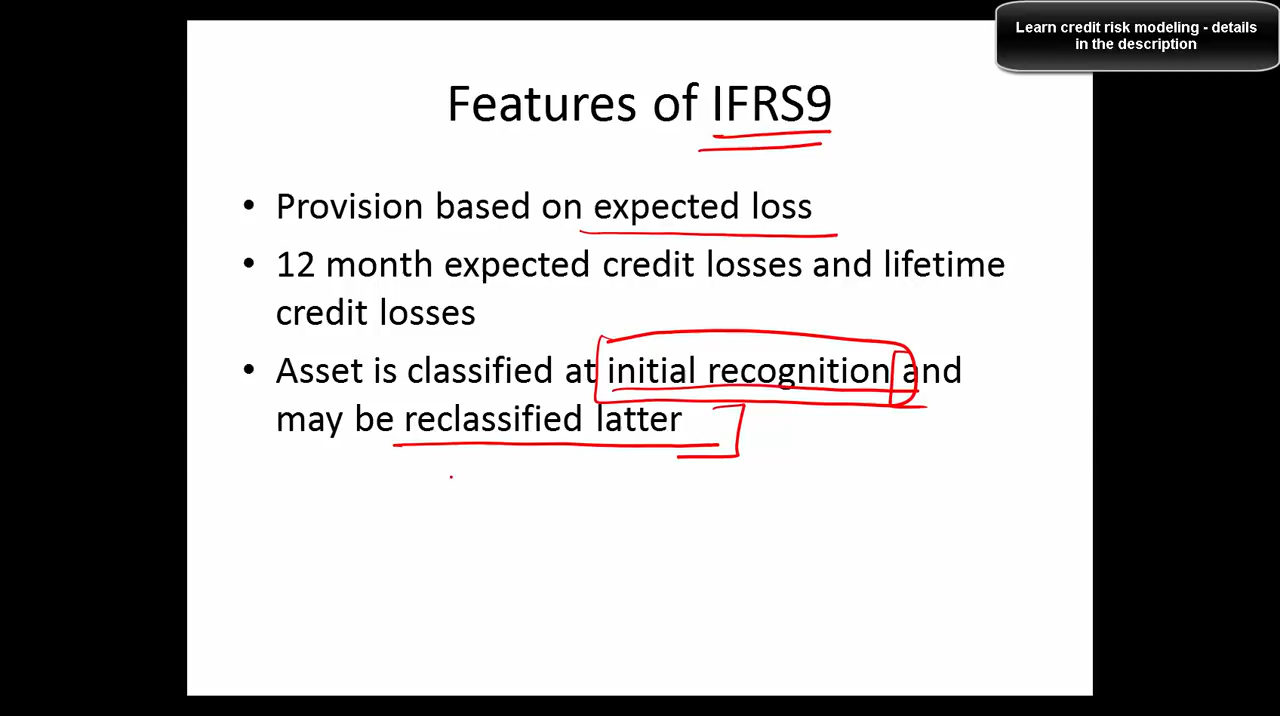 Learn credit risk modeling - details
in the description
Features of IFRS9
• Provision based on expected loss
• 12 month expected credit losses and lifetime
credit losses
• Asset is classified at initial recognition and
may be reclassified latter